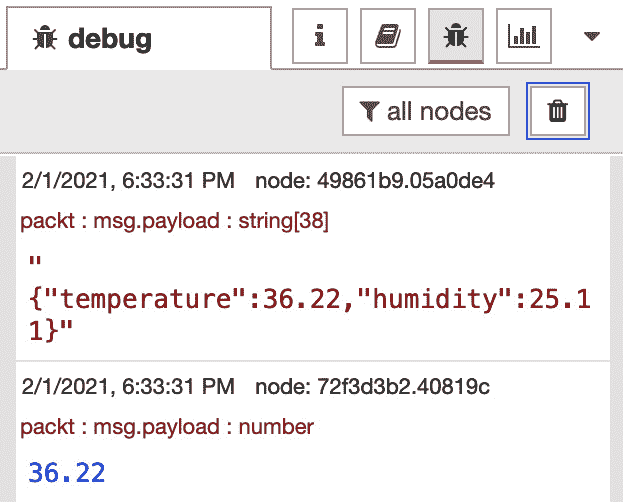 debug
all nodes
2/1/2021, 6:33:31 PM node: 49861b9.05a0de4
packt : msg.payload : string[38]
"
{"temperature":36.22,"humidity":25.1
1}"
2/1/2021, 6:33:31 PM node: 72f3d3b2.40819c
packt : msg.payload : number
36.22